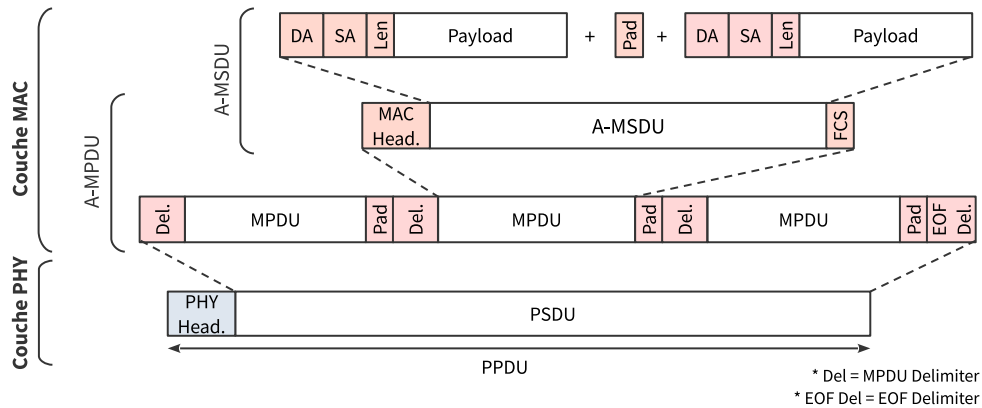 Couche MAC
A-MPDU
A-MSDU
DA SA Len Payload + Pad + DA SA Len Payload
MAC
Head.
A-MSDU
FCS
Del. MPDU Pad Del. MPDU Pad Del. MPDU Pad EOF Del.
Couche PHY
PHY
Head.
PSDU
PPDU
* Del = MPDU Delimiter
* EOF Del = EOF Delimiter